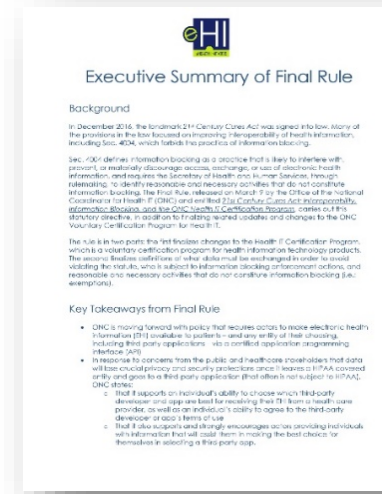 eHI
Executive Summary of Final Rule
Background
In December 2016, the landmark 21st Century Cures Act was signed into law. Many of
the provisions in the law focused on improving interoperability of health information,
including Sec. 4004, which forbids the practice of information blocking.
Sec. 4004 defines information blocking as a practice that is likely to interfere with,
prevent, or materially discourage access, exchange, or use of electronic health
information, and requires the Secretary of Health and Human Services, through
rulemaking, to identify reasonable and necessary activities that do not constitute
information blocking. The Final Rule, released on March 9 by the Office of the National
Coordinator for Health IT (ONC) and entitled 21st Century Cures Act: Interoperability,
Information Blocking, and the ONC Health IT Certification Program, carries out this
statutory directive, in addition to finalizing related updates and changes to the ONC
Voluntary Certification Program for Health IT.
The rule is in two parts: the first finalizes changes to the Health IT Certification Program,
which is a voluntary certification program for health information technology products.
The second finalizes definitions of what data must be exchanged in order to avoid
violating the statute, who is subject to information blocking enforcement actions, and
reasonable and necessary activities that do not constitute information blocking (i.e.:
exemptions).
Key Takeaways from Final Rule
• ONC is moving forward with policy that requires actors to make electronic health
information (EHI) available to patients – and any entity of their choosing,
including third party applications – via a certified application programming
interface (API)
• In response to concerns from the public and healthcare stakeholders that data
will lose crucial privacy and security protections once it leaves a HIPAA covered
entity and goes to a third party application (that often is not subject to HIPAA),
ONC states:
o That it supports an individual's ability to choose which third-party
developer and app are best for receiving their EHI from a health care
provider, as well as an individual's ability to agree to the third-party
developer or app's terms of use
o That it also supports and strongly encourages actors providing individuals
with information that will assist them in making the best choice for
themselves in selecting a third party app.